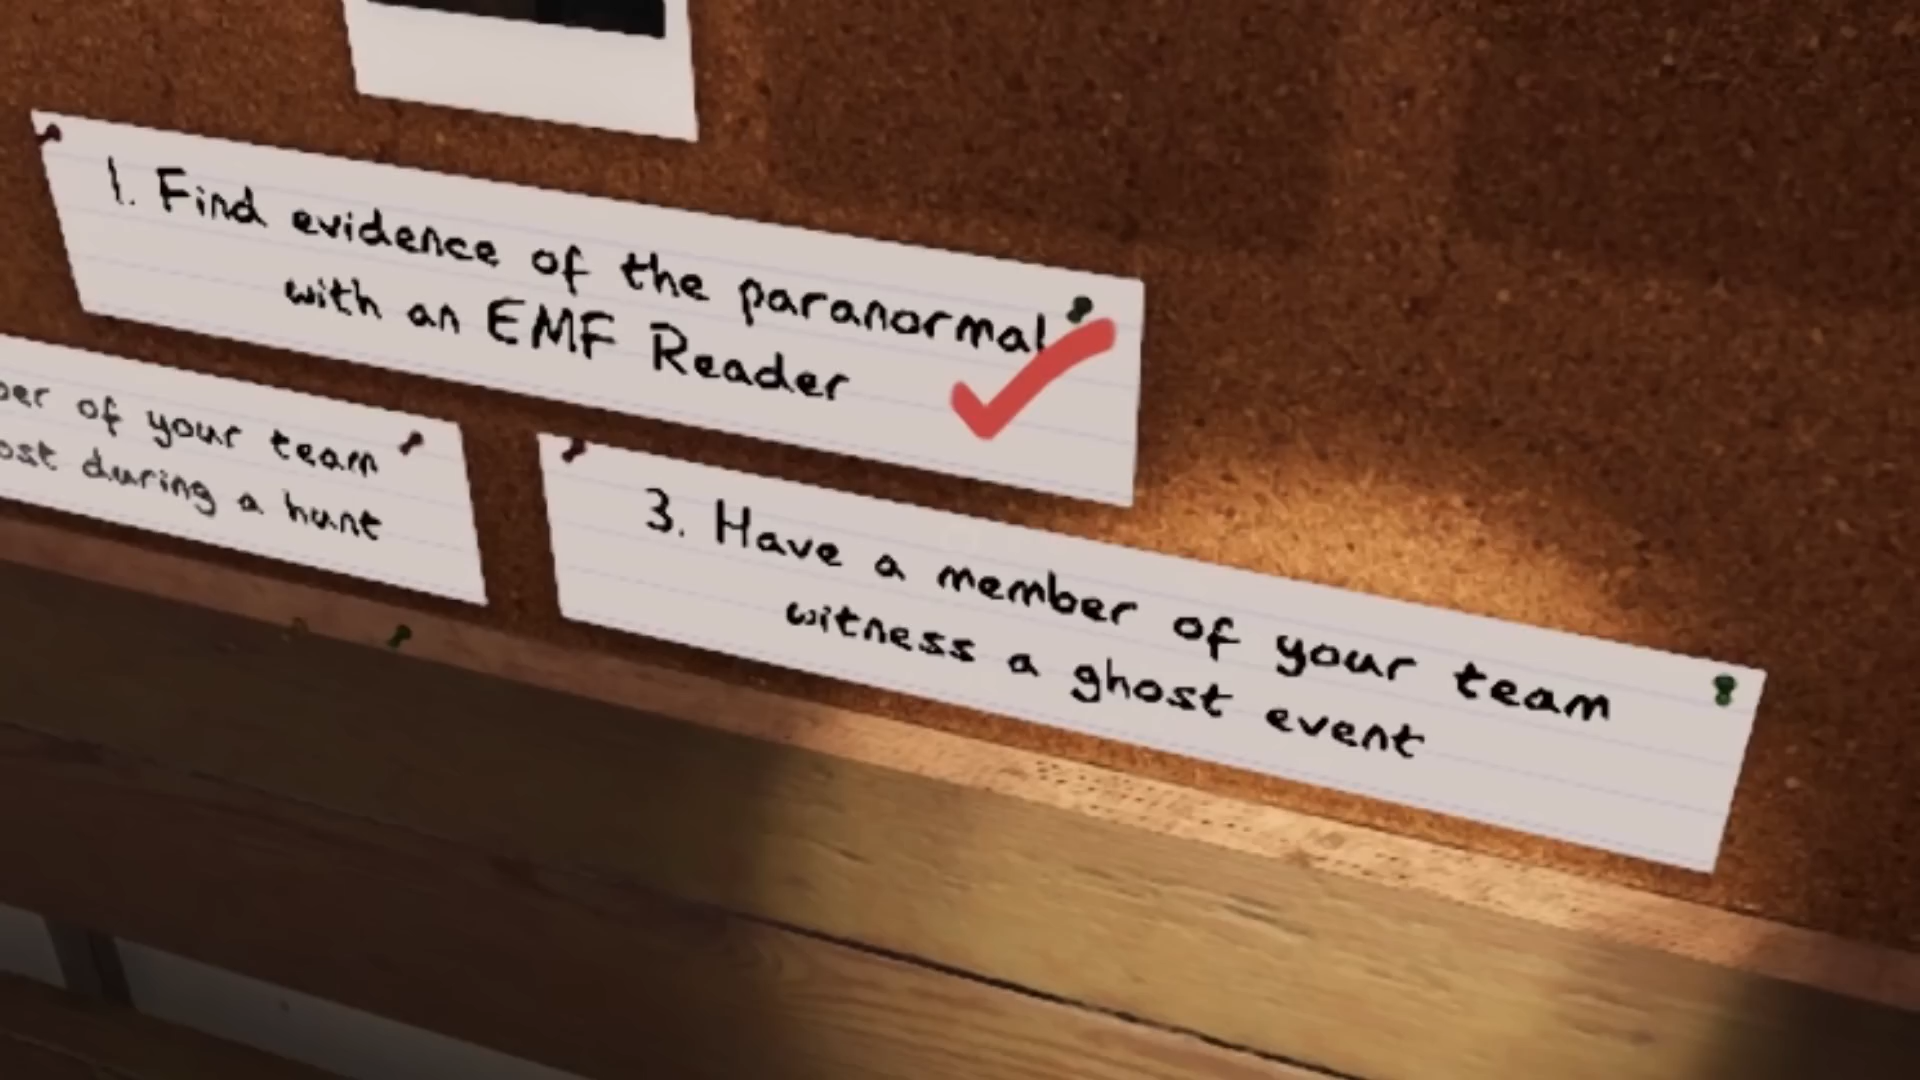 1. Find evidence of the paranormal
with an EMF Reader
of your team
during a hunt
3. Have a member of your team
witness a ghost event